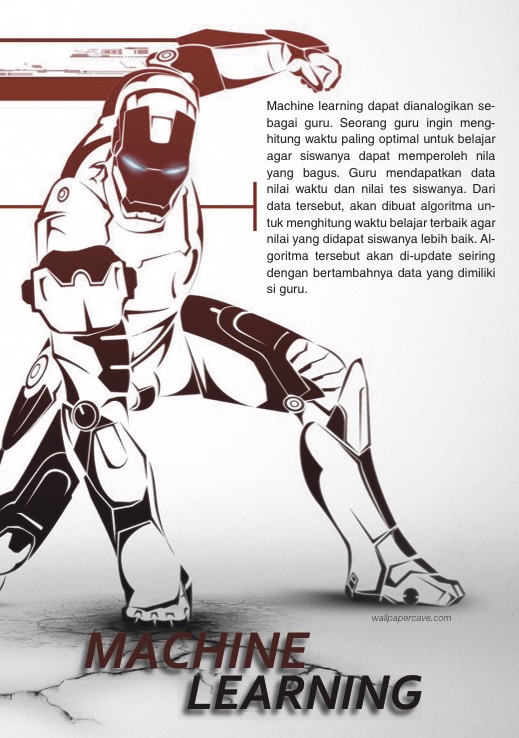 Machine learning dapat dianalogikan se-
bagai guru. Seorang guru ingin meng-
hitung waktu paling optimal untuk belajar
agar siswanya dapat memperoleh nila
yang bagus. Guru mendapatkan data
nilai waktu dan nilai tes siswanya. Dari
data tersebut, akan dibuat algoritma un-
tuk menghitung waktu belajar terbaik agar
nilai yang didapat siswanya lebih baik. Al-
goritma tersebut akan di-update seiring
dengan bertambahnya data yang dimiliki
si guru.
wallpapercave.com
MACHINE
LEARNING